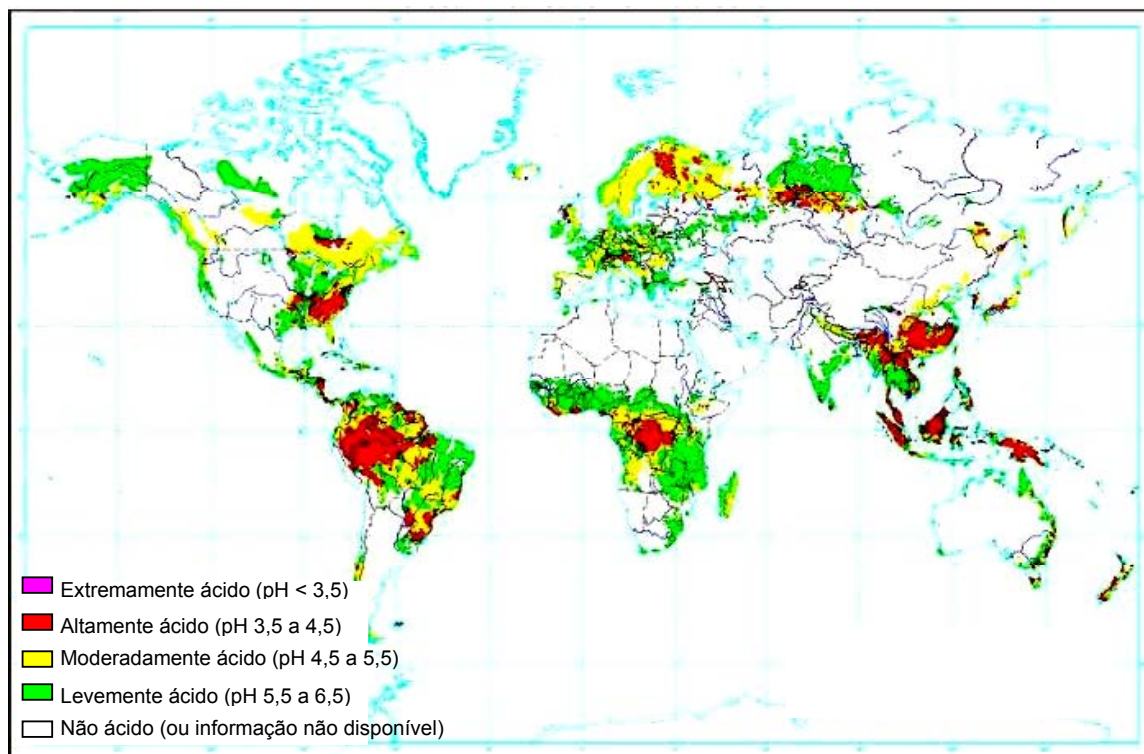 Extremamente ácido (pH < 3,5)
Altamente ácido (pH 3,5 a 4,5)
Moderadamente ácido (pH 4,5 a 5,5)
Levemente ácido (pH 5,5 a 6,5)
Não ácido (ou informação não disponível)